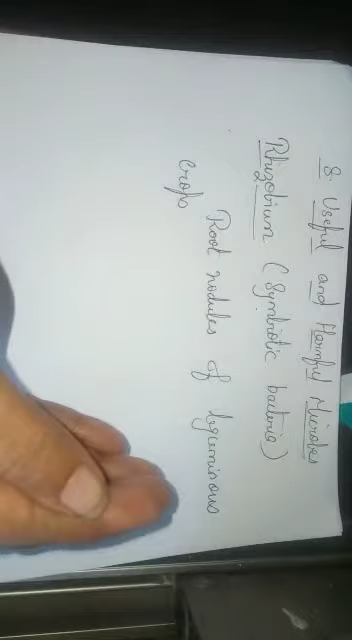 8. Useful and Harmful Microbes
Rhizobium (Symbiotic bacteria)
Root nodules of leguminous
Crops